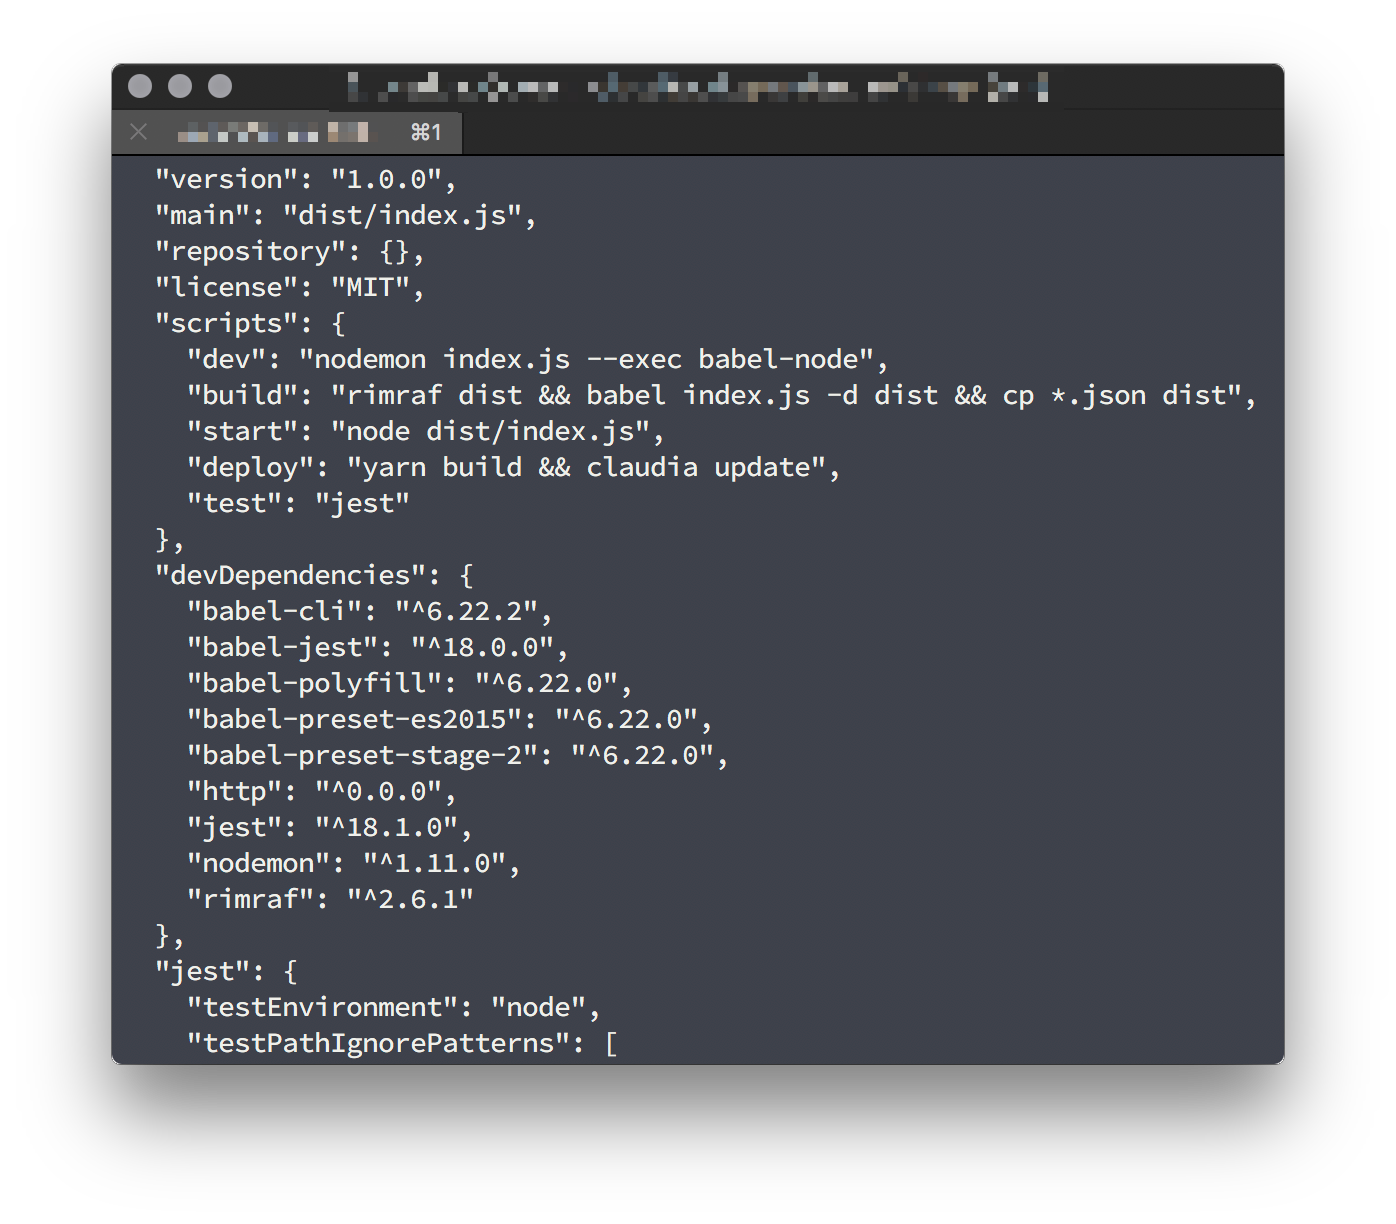 ⌘1
"version": "1.0.0",
"main": "dist/index.js",
"repository": {},
"license": "MIT",
"scripts": {
"dev": "nodemon index.js --exec babel-node",
"build": "rimraf dist && babel index.js -d dist && cp *.json dist",
"start": "node dist/index.js",
"deploy": "yarn build && claudia update",
"test": "jest"
},
"devDependencies": {
"babel-cli": "^6.22.2",
"babel-jest": "^18.0.0",
"babel-polyfill": "^6.22.0",
"babel-preset-es2015": "^6.22.0",
"babel-preset-stage-2": "^6.22.0",
"http": "^0.0.0",
"jest": "^18.1.0",
"nodemon": "^1.11.0",
"rimraf": "^2.6.1"
},
"jest": {
"testEnvironment": "node",
"testPathIgnorePatterns": [